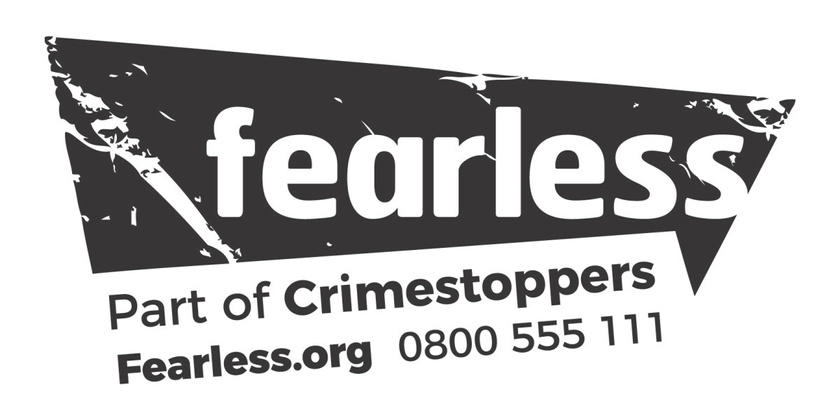 fearless
Part of Crimestoppers
Fearless.org 0800 555 111